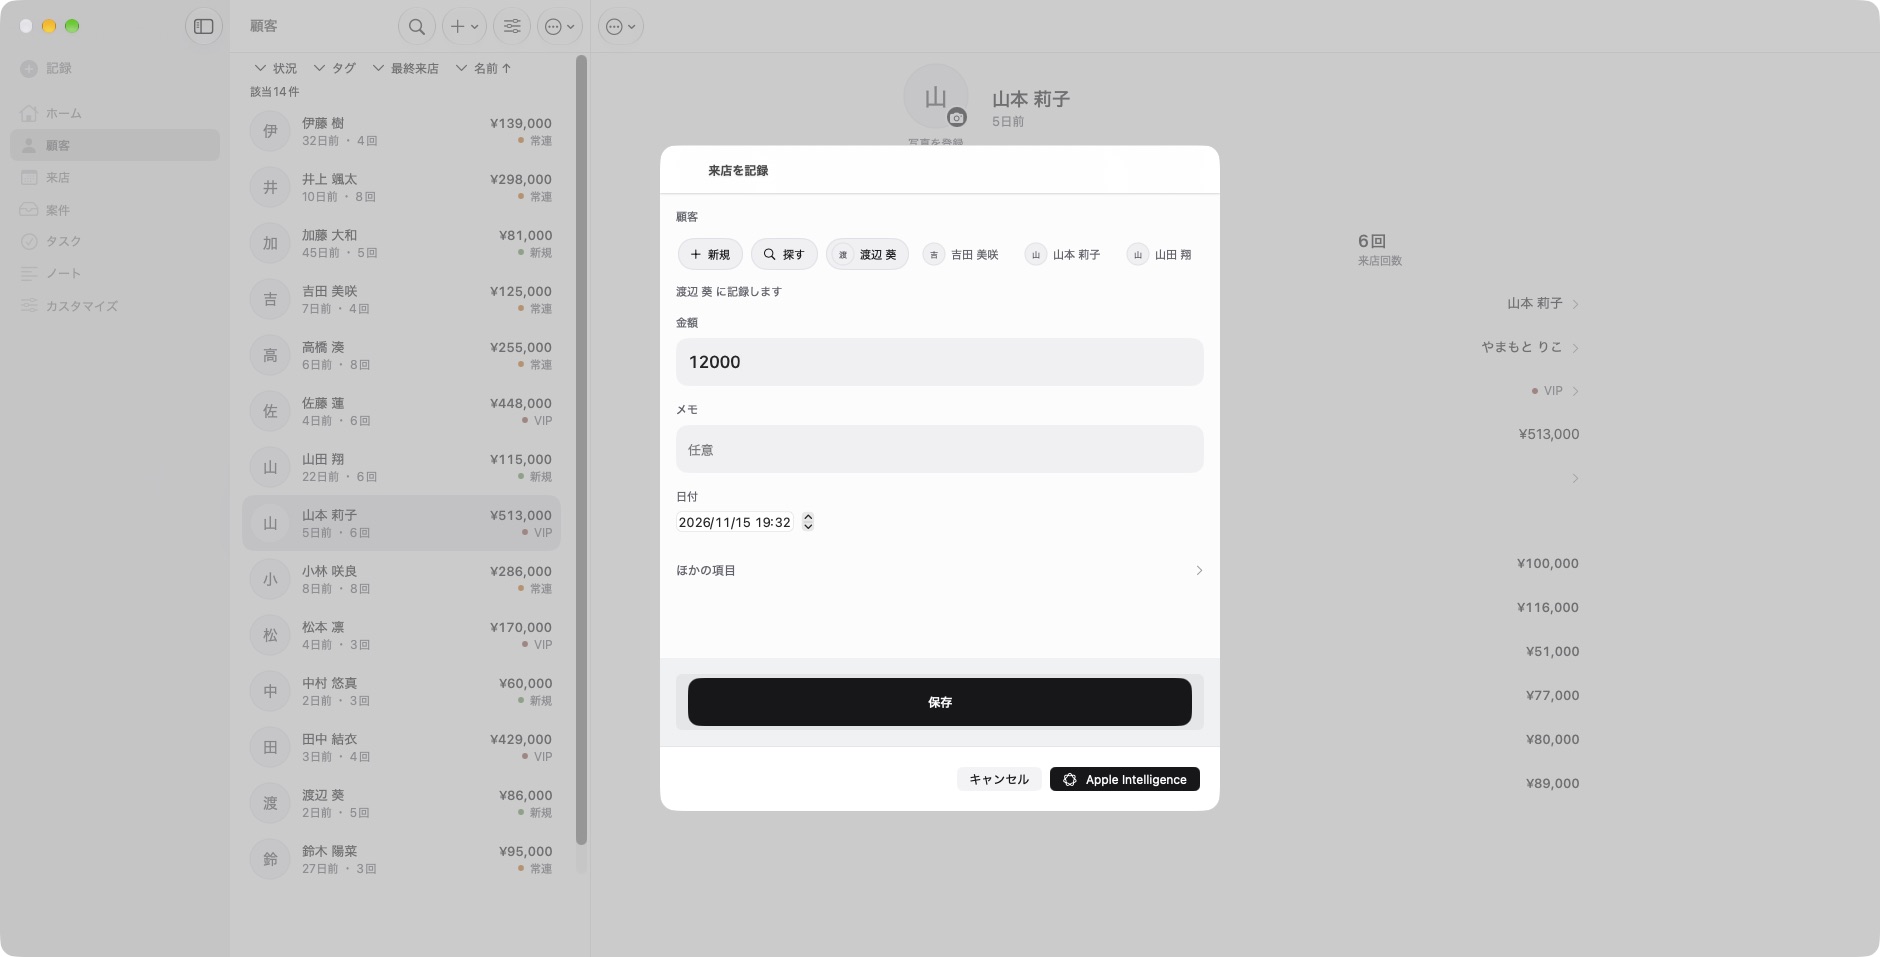 顧客
記録
ホーム
顧客
来店
案件
タスク
ノート
カスタマイズ
状況 タグ 最終来店 名前↑
該当14件
伊 伊藤 樹 ¥139,000
32日前 ・ 4回 常連
井 井上 颯太 ¥298,000
10日前 ・ 8回 常連
加 加藤 大和 ¥81,000
45日前 ・ 5回 新規
吉 吉田 美咲 ¥125,000
7日前 ・ 4回 常連
高 高橋 湊 ¥255,000
6日前 ・ 8回 常連
佐 佐藤 蓮 ¥448,000
4日前 ・ 6回 VIP
山 山田 翔 ¥115,000
22日前 ・ 6回 新規
山 山本 莉子 ¥513,000
5日前 ・ 6回 VIP
小 小林 咲良 ¥286,000
8日前 ・ 8回 常連
松 松本 凛 ¥170,000
4日前 ・ 3回 VIP
中 中村 悠真 ¥60,000
2日前 ・ 3回 新規
田 田中 結衣 ¥429,000
3日前 ・ 4回 VIP
渡 渡辺 葵 ¥86,000
2日前 ・ 5回 新規
鈴 鈴木 陽菜 ¥95,000
27日前 ・ 3回 常連
山 山本 莉子
5日前
写真を登録
来店を記録
顧客
新規 探す 渡 渡辺 葵 吉 吉田 美咲 山 山本 莉子 山 山田 翔
渡辺 葵 に記録します
金額
12000
メモ
任意
日付
2026/11/15 19:32
ほかの項目
保存
キャンセル Apple Intelligence
6回
来店回数
山本 莉子
やまもと りこ
VIP
¥513,000
¥100,000
¥116,000
¥51,000
¥77,000
¥80,000
¥89,000